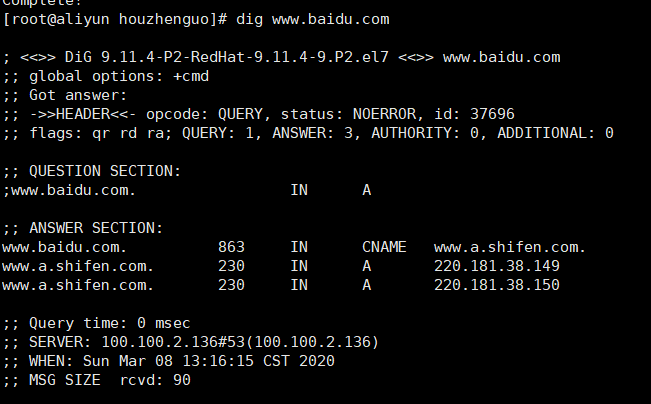 Complete!
[root@aliyun houzhenguo]# dig www.baidu.com
; <<>> DiG 9.11.4-P2-RedHat-9.11.4-9.P2.el7 <<>> www.baidu.com
;; global options: +cmd
;; Got answer:
;; ->>HEADER<<- opcode: QUERY, status: NOERROR, id: 37696
;; flags: qr rd ra; QUERY: 1, ANSWER: 3, AUTHORITY: 0, ADDITIONAL: 0
;; QUESTION SECTION:
;www.baidu.com. IN A
;; ANSWER SECTION:
www.baidu.com. 863 IN CNAME www.a.shifen.com.
www.a.shifen.com. 230 IN A 220.181.38.149
www.a.shifen.com. 230 IN A 220.181.38.150
;; Query time: 0 msec
;; SERVER: 100.100.2.136#53(100.100.2.136)
;; WHEN: Sun Mar 08 13:16:15 CST 2020
;; MSG SIZE rcvd: 90